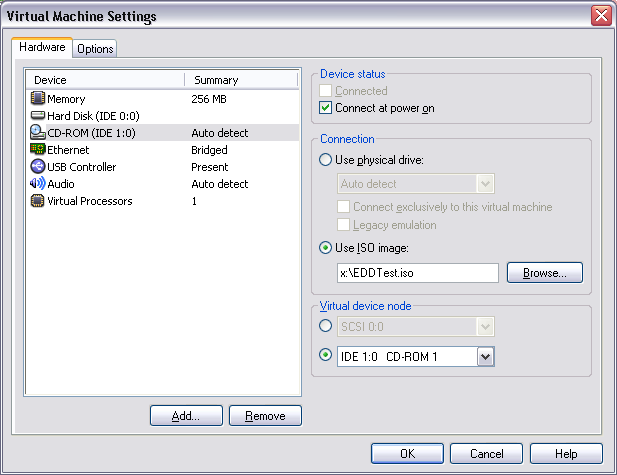 Virtual Machine Settings
Hardware
Options
Device Summary
Memory 256 MB
Hard Disk (IDE 0:0)
CD-ROM (IDE 1:0) Auto detect
Ethernet Bridged
USB Controller Present
Audio Auto detect
Virtual Processors 1
Add...
Remove
Device status
Connected
Connect at power on
Connection
Use physical drive:
Auto detect
Connect exclusively to this virtual machine
Legacy emulation
Use ISO image:
x:\EDDTest.iso
Browse...
Virtual device node
SCSI 0:0
IDE 1:0 CD-ROM 1
OK
Cancel
Help